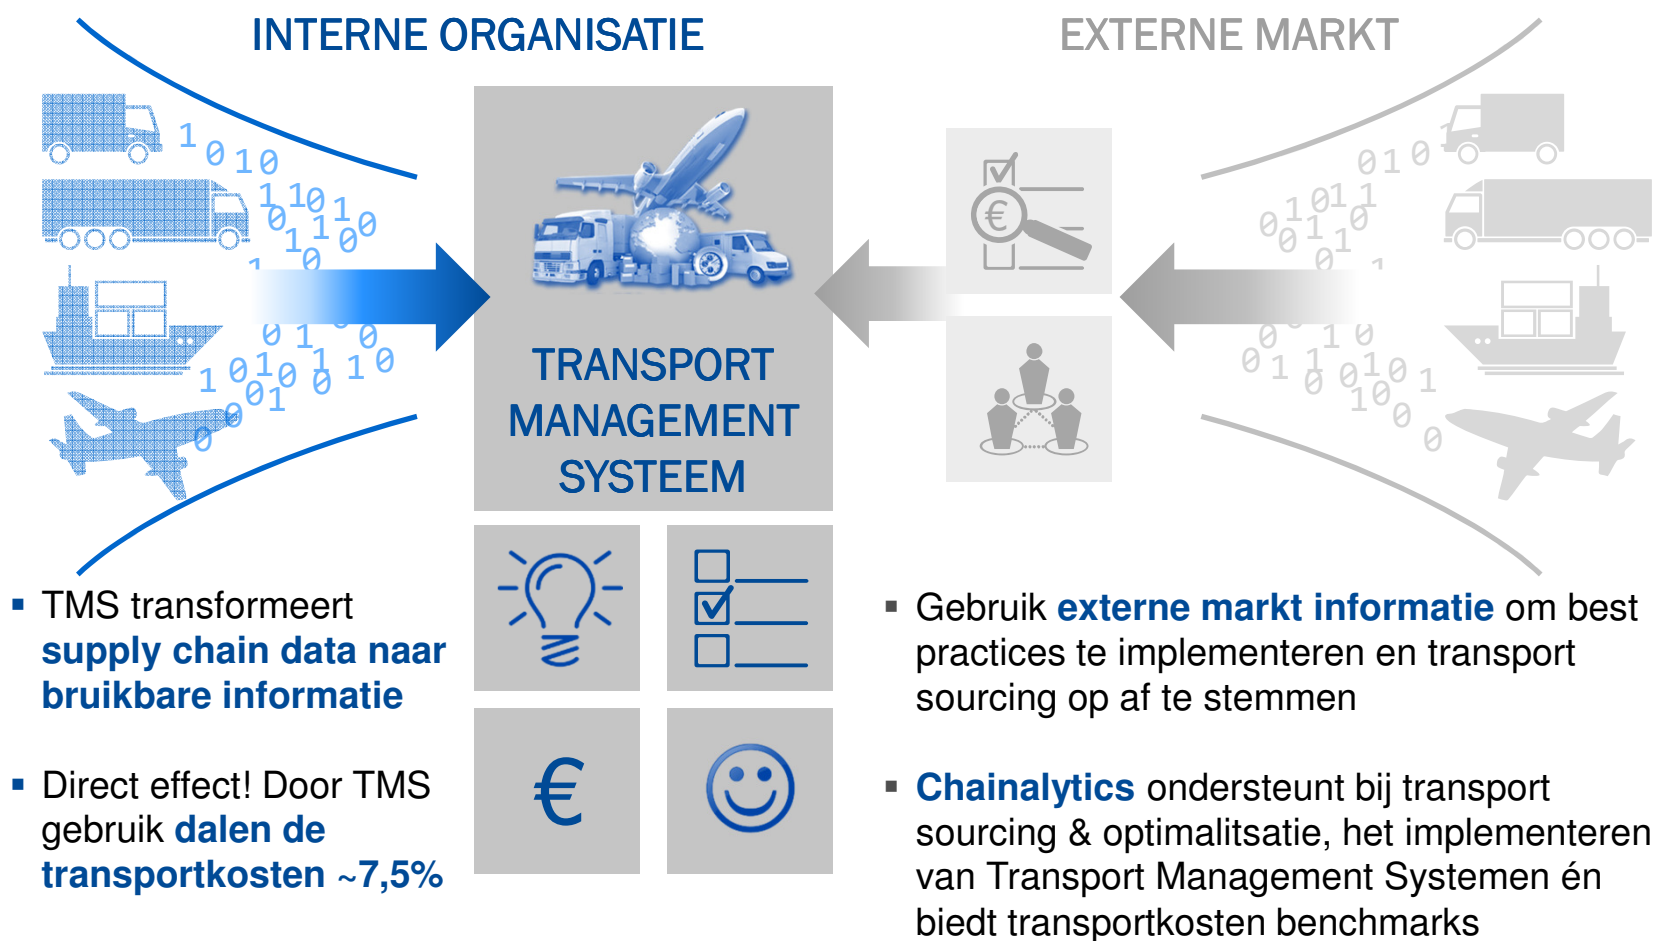 INTERNE ORGANISATIE
EXTERNE MARKT
TRANSPORT
MANAGEMENT
SYSTEEM
€
€
▪ TMS transformeert
supply chain data naar
bruikbare informatie
▪ Direct effect! Door TMS
gebruik dalen de
transportkosten ~7,5%
▪ Gebruik externe markt informatie om best
practices te implementeren en transport
sourcing op af te stemmen
▪ Chainalytics ondersteunt bij transport
sourcing & optimalitsatie, het implementeren
van Transport Management Systemen én
biedt transportkosten benchmarks